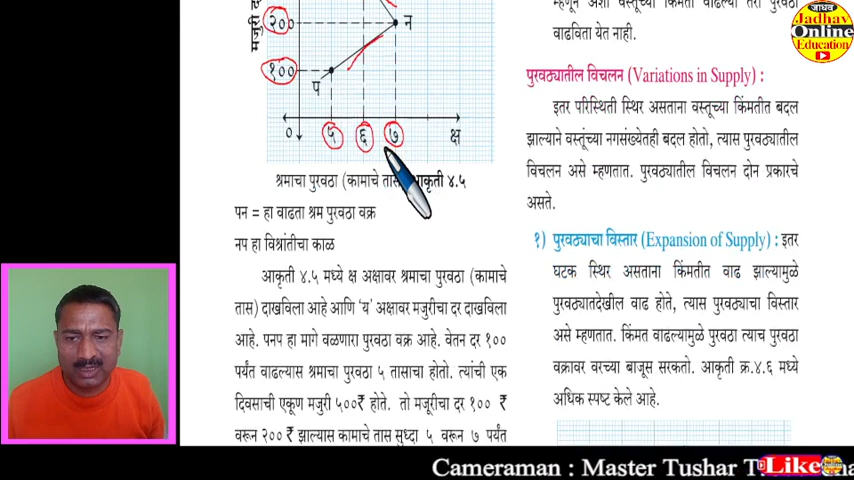 मजुरी
२००
न
१००
प
०
५
६
७
क्ष
श्रमाचा पुरवठा (कामाचे तास आकृती ४.५
पन = हा वाढता श्रम पुरवठा वक्र
नप हा विश्रांतीचा काळ
आकृती ४.५ मध्ये क्ष अक्षावर श्रमाचा पुरवठा (कामाचे
तास) दाखविला आहे आणि ‘य’ अक्षावर मजुरीचा दर दाखविला
आहे. पनप हा मागे वळणारा पुरवठा वक्र आहे. वेतन दर १००
पर्यंत वाढल्यास श्रमाचा पुरवठा ५ तासाचा होतो. त्यांची एक
दिवसाची एकूण मजुरी ५००₹ होते. तो मजूरीचा दर १०० ₹
वरून २००₹ झाल्यास कामाचे तास सुध्दा ५ वरून ७ पर्यंत
म्हणून अशा वस्तूच्या किंमती वाढल्या तरी पुरवठा
वाढविता येत नाही.
पुरवठ्यातील विचलन (Variations in Supply) :
इतर परिस्थिती स्थिर असताना वस्तूच्या किंमतीत बदल
झाल्याने वस्तूंच्या नगसंख्येतही बदल होतो, त्यास पुरवठ्यातील
विचलन असे म्हणतात. पुरवठ्यातील विचलन दोन प्रकारचे
असते.
१) पुरवठ्याचा विस्तार (Expansion of Supply) : इतर
घटक स्थिर असताना किंमतीत वाढ झाल्यामुळे
पुरवठ्यातदेखील वाढ होते, त्यास पुरवठ्याचा विस्तार
असे म्हणतात. किंमत वाढल्यामुळे पुरवठा त्याच पुरवठा
वक्रावर वरच्या बाजूस सरकतो. आकृती क्र.४.६ मध्ये
अधिक स्पष्ट केले आहे.
जाधव
Jadhav
Online
Education
Cameraman : Master Tushar T.
Like